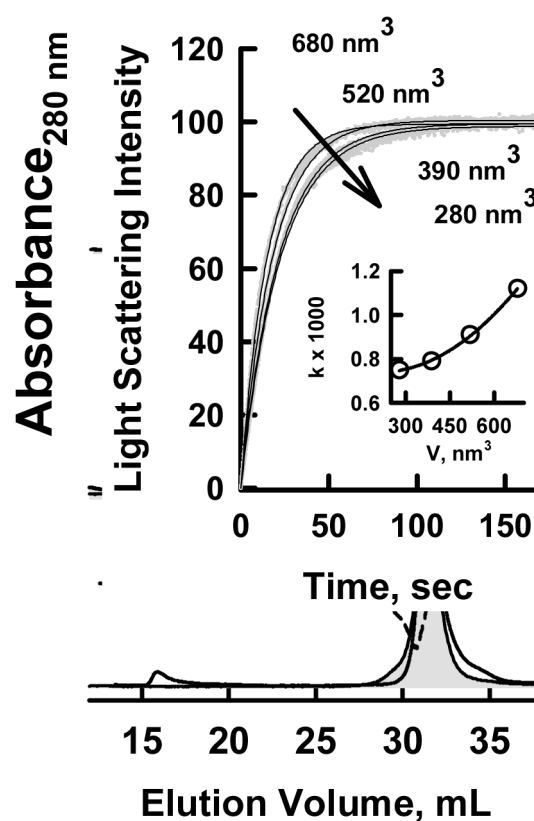 Absorbance280 nm
Light Scattering Intensity
120
100
80
60
40
20
0
680 nm3
520 nm3
390 nm3
280 nm3
k x 1000
1.2
1.0
0.8
0.6
300 450 600
V, nm3
0 50 100 150
Time, sec
15 20 25 30 35
Elution Volume, mL